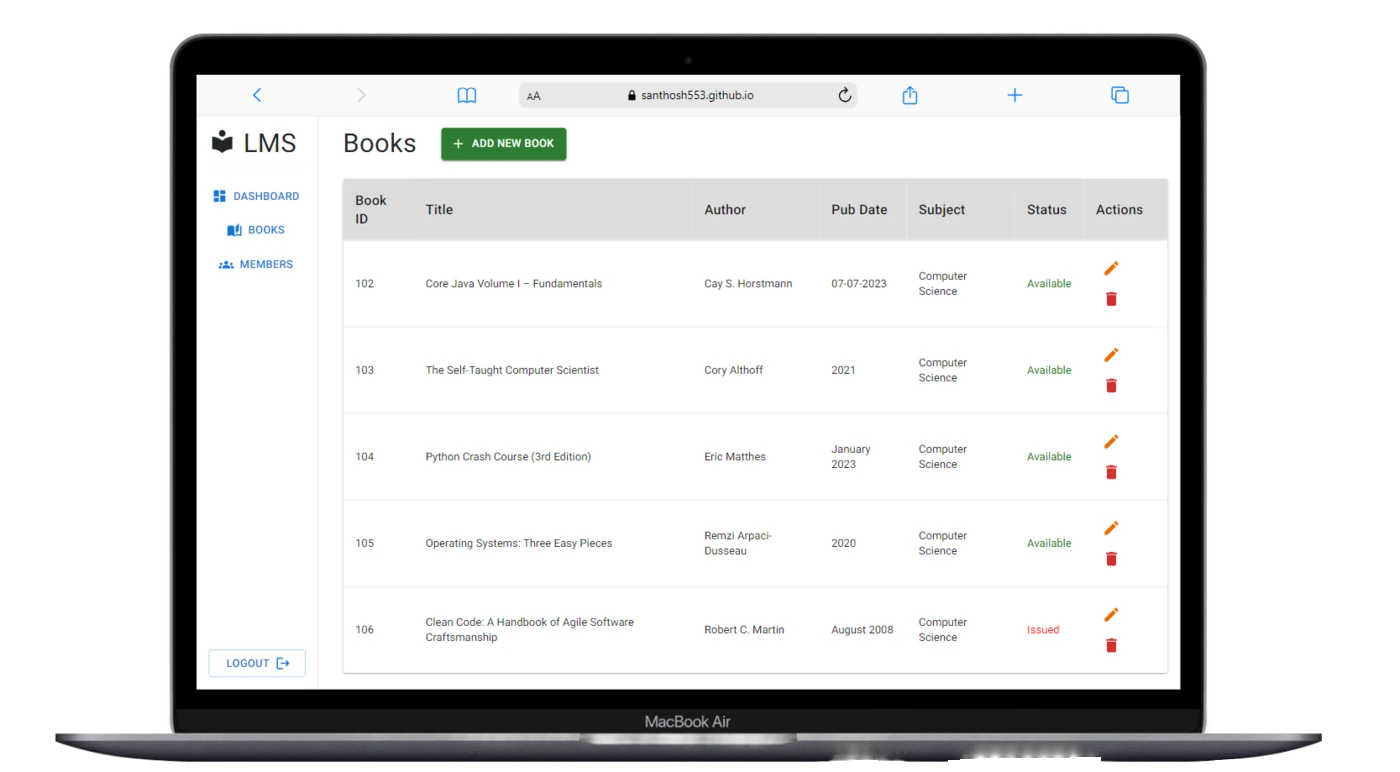 AA santhosh553.github.io
LMS
Books
+ ADD NEW BOOK
DASHBOARD
BOOKS
MEMBERS
Book
ID
Title
Author
Pub Date
Subject
Status
Actions
102
Core Java Volume I – Fundamentals
Cay S. Horstmann
07-07-2023
Computer
Science
Available
103
The Self-Taught Computer Scientist
Cory Althoff
2021
Computer
Science
Available
104
Python Crash Course (3rd Edition)
Eric Matthes
January
2023
Computer
Science
Available
105
Operating Systems: Three Easy Pieces
Remzi Arpaci-
Dusseau
2020
Computer
Science
Available
106
Clean Code: A Handbook of Agile Software
Craftsmanship
Robert C. Martin
August 2008
Computer
Science
Issued
LOGOUT
MacBook Air